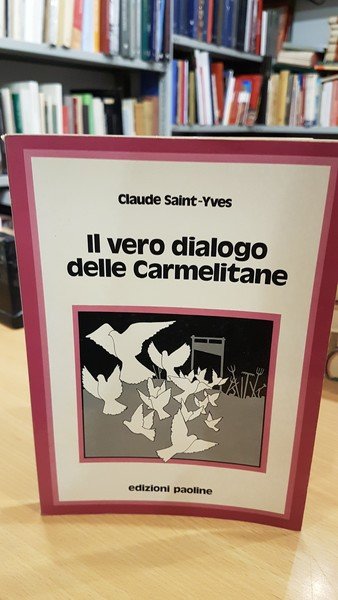 Claude Saint-Yves
Il vero dialogo
delle Carmelitane
edizioni paoline